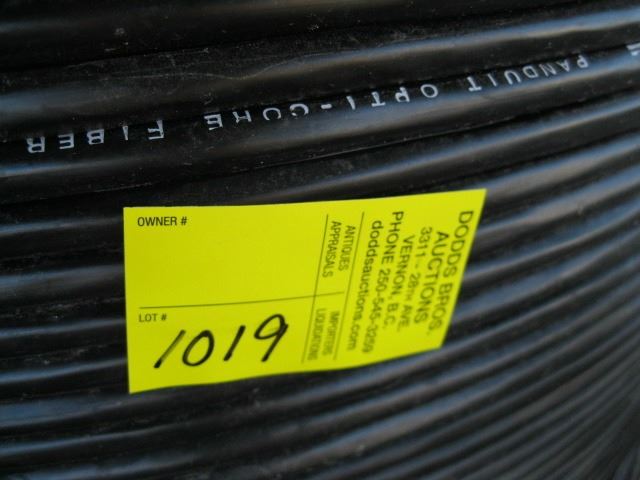 PANDUIT OPTI-CORE FIBER
OWNER #
LOT #
1019
ANTIQUES
APPRAISALS
IMPORTERS
LIQUIDATIONS
DODDS BROS.
AUCTIONS
3311 - 28TH AVE.
VERNON, B.C.
PHONE 250-545-3259
doddsauctions.com